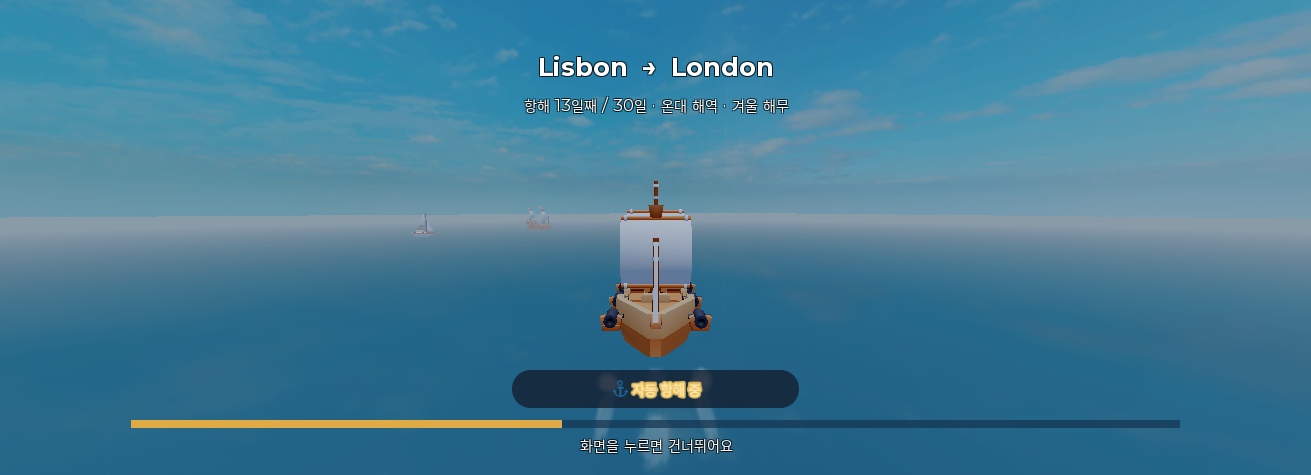 Lisbon → London
항해 13일째 / 30일 · 온대 해역 · 겨울 해무
⚓ 자동 항해 중
화면을 누르면 건너뛰어요